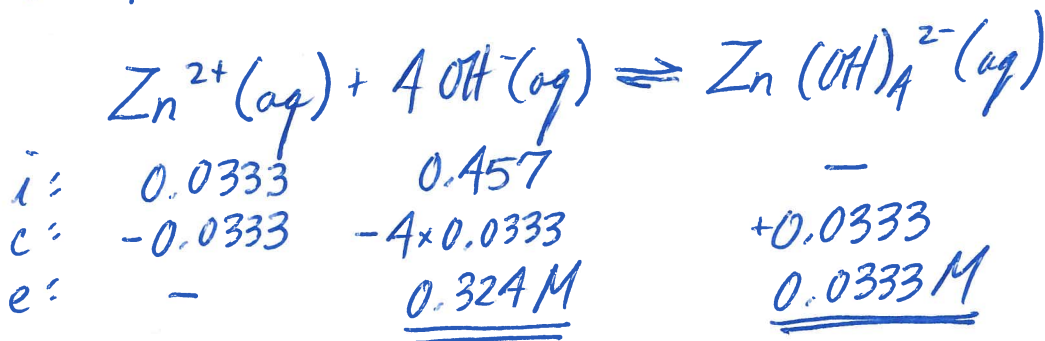 Zn²⁺(aq) + 4 OH⁻(aq) ⇌ Zn(OH)₄²⁻(aq)
i: 0.0333 0.457 –
c: -0.0333 -4×0.0333 +0.0333
e: – 0.324 M 0.0333 M